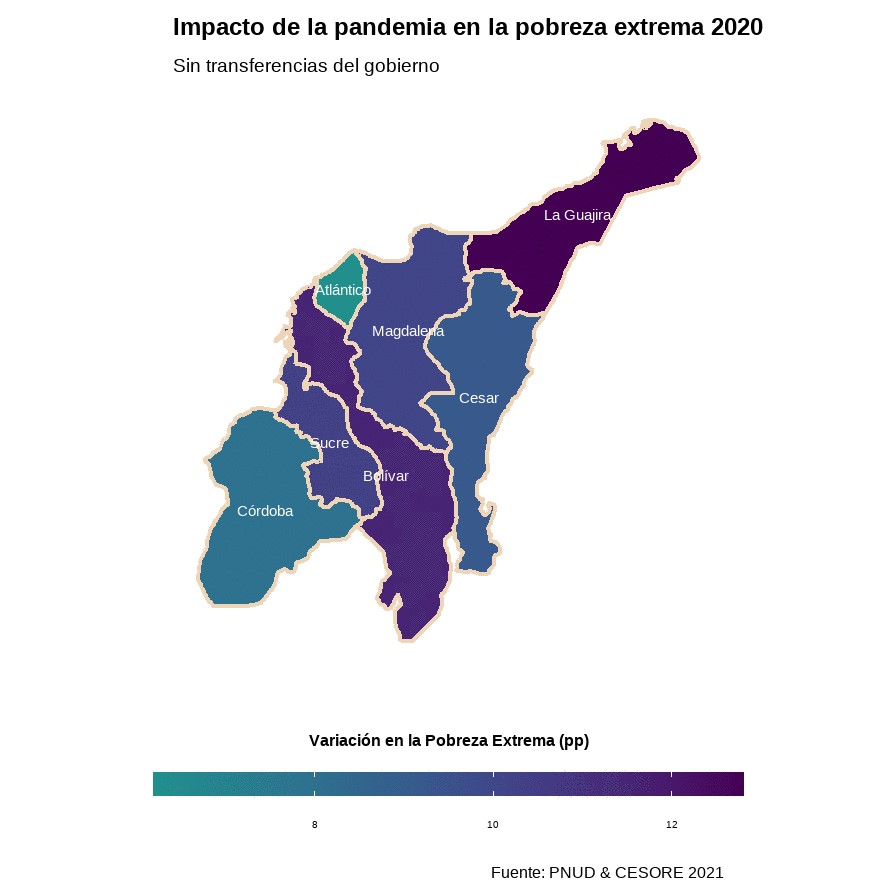 Impacto de la pandemia en la pobreza extrema 2020
Sin transferencias del gobierno
La Guajira
Atlántico
Magdalena
Cesar
Sucre
Bolívar
Córdoba
Variación en la Pobreza Extrema (pp)
8 10 12
Fuente: PNUD & CESORE 2021